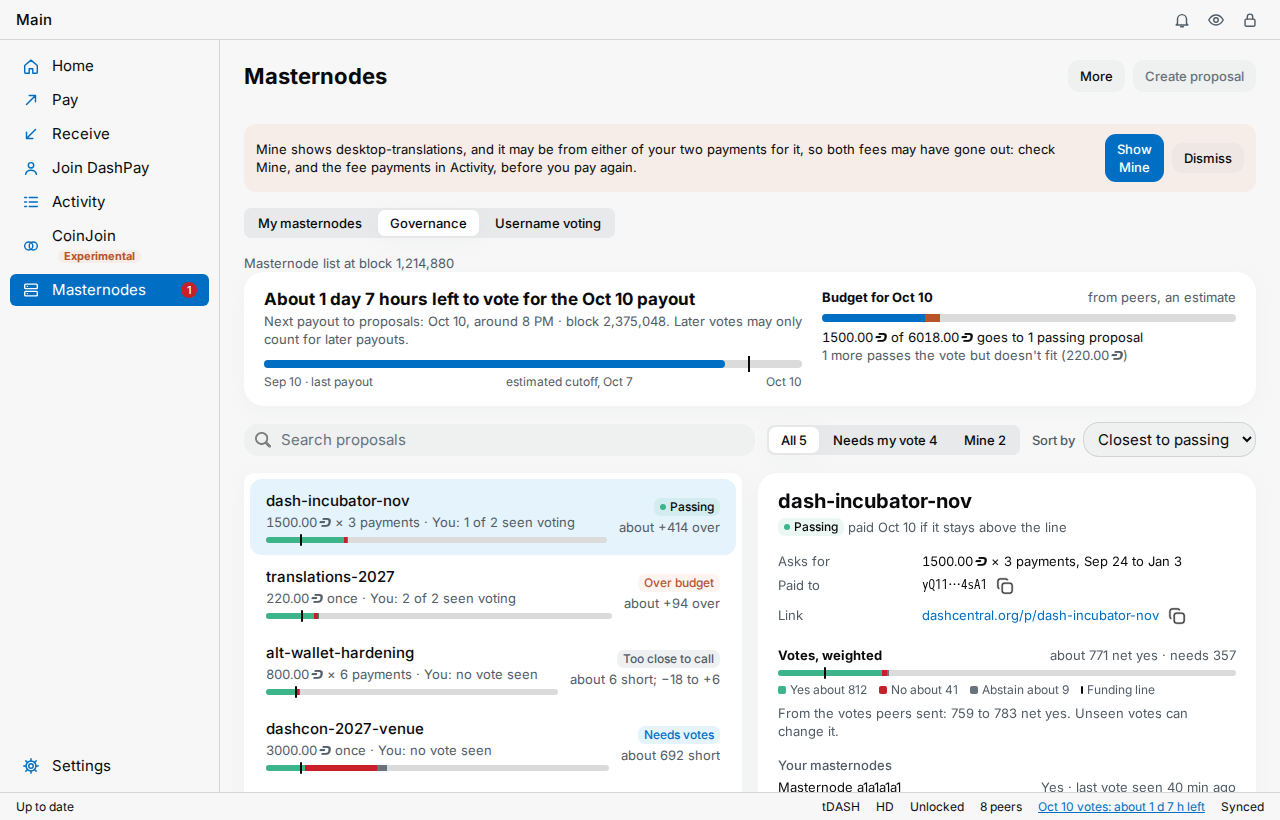 Main
Home
Pay
Receive
Join DashPay
Activity
CoinJoin
Experimental
Masternodes
1
Settings
Masternodes
More
Create proposal
Mine shows desktop-translations, and it may be from either of your two payments for it, so both fees may have gone out: check
Mine, and the fee payments in Activity, before you pay again.
Show
Mine
Dismiss
My masternodes
Governance
Username voting
Masternode list at block 1,214,880
About 1 day 7 hours left to vote for the Oct 10 payout
Next payout to proposals: Oct 10, around 8 PM · block 2,375,048. Later votes may only
count for later payouts.
Sep 10 · last payout
estimated cutoff, Oct 7
Oct 10
Budget for Oct 10
from peers, an estimate
1500.00 of 6018.00 goes to 1 passing proposal
1 more passes the vote but doesn't fit (220.00)
Search proposals
All 5
Needs my vote 4
Mine 2
Sort by
Closest to passing
dash-incubator-nov
Passing
1500.00 × 3 payments · You: 1 of 2 seen voting
about +414 over
translations-2027
Over budget
220.00 once · You: 2 of 2 seen voting
about +94 over
alt-wallet-hardening
Too close to call
800.00 × 6 payments · You: no vote seen
about 6 short; −18 to +6
dashcon-2027-venue
Needs votes
3000.00 once · You: no vote seen
about 692 short
dash-incubator-nov
Passing
paid Oct 10 if it stays above the line
Asks for
1500.00 × 3 payments, Sep 24 to Jan 3
Paid to
yQ11···4sA1
Link
dashcentral.org/p/dash-incubator-nov
Votes, weighted
about 771 net yes · needs 357
Yes about 812
No about 41
Abstain about 9
Funding line
From the votes peers sent: 759 to 783 net yes. Unseen votes can
change it.
Your masternodes
Masternode a1a1a1a1
Yes · last vote seen 40 min ago
Up to date
tDASH
HD
Unlocked
8 peers
Oct 10 votes: about 1 d 7 h left
Synced